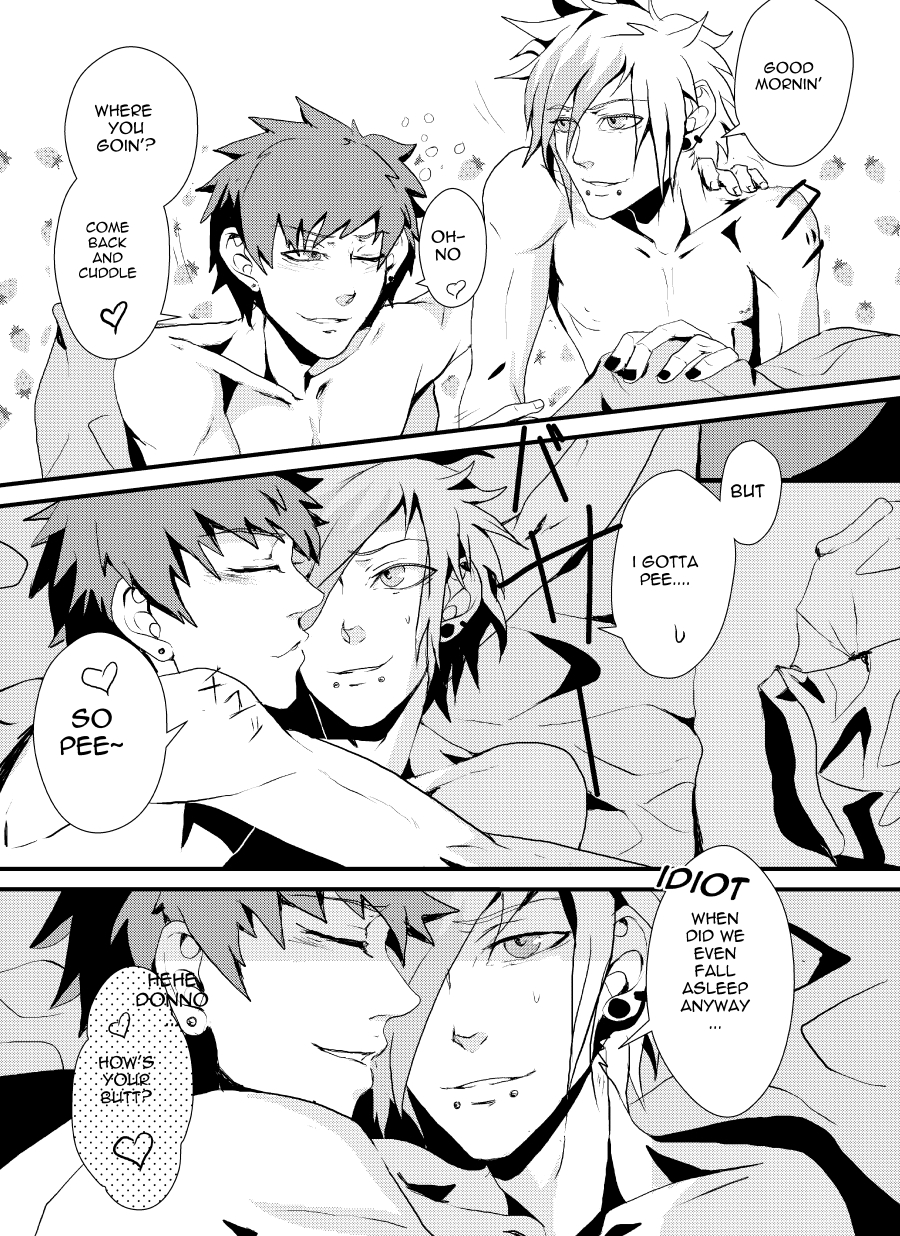 GOOD
MORNIN'
WHERE
YOU
GOIN'?
COME
BACK
AND
CUDDLE
OH-
NO
BUT
I GOTTA
PEE....
SO
PEE~
IDIOT
WHEN
DID WE
EVEN
FALL
ASLEEP
ANYWAY
...
HEHE
DONNO
...
HOW'S
YOUR
BUTT?